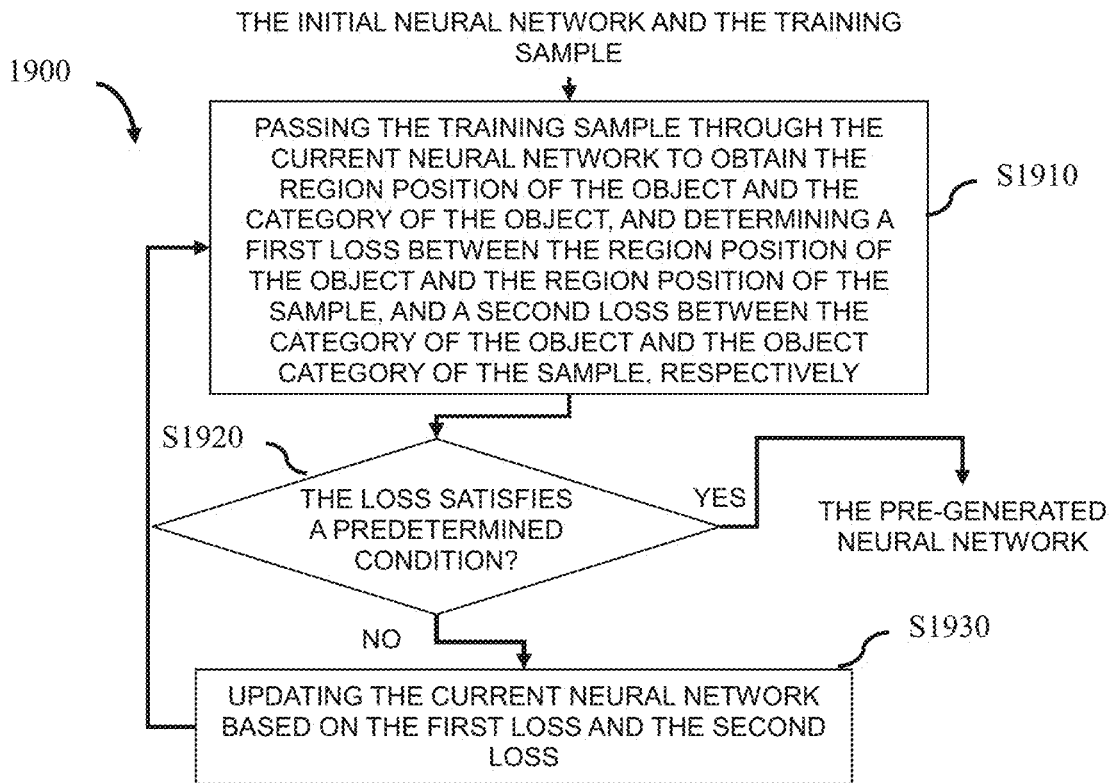 THE INITIAL NEURAL NETWORK AND THE TRAINING
SAMPLE
1900
PASSING THE TRAINING SAMPLE THROUGH THE
CURRENT NEURAL NETWORK TO OBTAIN THE
REGION POSITION OF THE OBJECT AND THE
CATEGORY OF THE OBJECT, AND DETERMINING A
FIRST LOSS BETWEEN THE REGION POSITION OF
THE OBJECT AND THE REGION POSITION OF THE
SAMPLE, AND A SECOND LOSS BETWEEN THE
CATEGORY OF THE OBJECT AND THE OBJECT
CATEGORY OF THE SAMPLE, RESPECTIVELY
S1910
S1920
THE LOSS SATISFIES
A PREDETERMINED
CONDITION?
YES
THE PRE-GENERATED
NEURAL NETWORK
NO
S1930
UPDATING THE CURRENT NEURAL NETWORK
BASED ON THE FIRST LOSS AND THE SECOND
LOSS